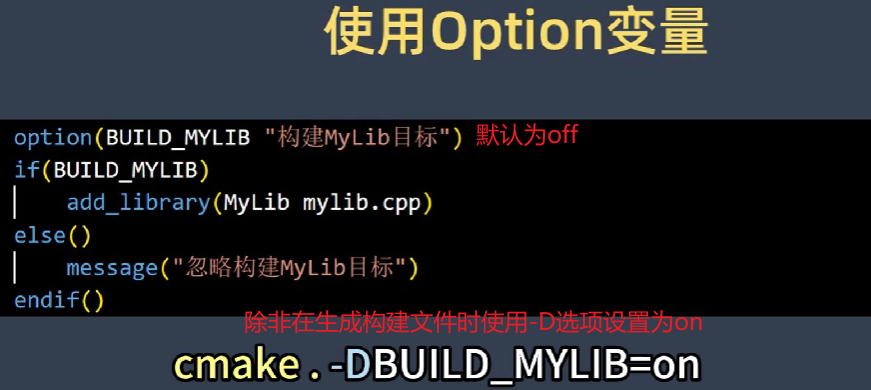 使用Option变量
option(BUILD_MYLIB "构建MyLib目标") 默认为off
if(BUILD_MYLIB)
    add_library(MyLib mylib.cpp)
else()
    message("忽略构建MyLib目标")
endif()
除非在生成构建文件时使用-D选项设置为on
cmake . -DBUILD_MYLIB=on